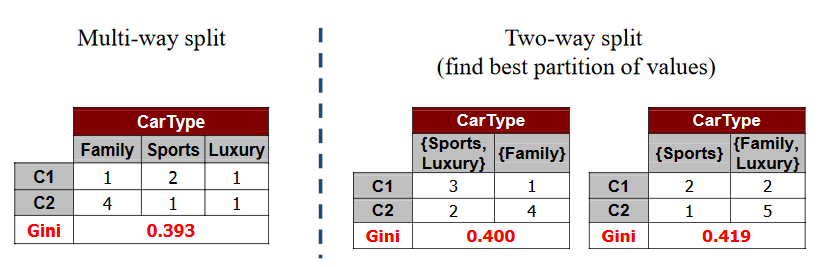 Multi-way split
CarType
Family Sports Luxury
C1 1 2 1
C2 4 1 1
Gini 0.393
Two-way split
(find best partition of values)
CarType
{Sports,
Luxury} {Family}
C1 3 1
C2 2 4
Gini 0.400
CarType
{Sports} {Family,
Luxury}
C1 2 2
C2 1 5
Gini 0.419